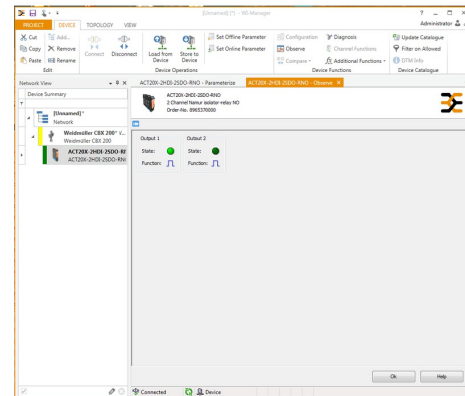 [Unnamed] (*) - WI-Manager
PROJECT DEVICE TOPOLOGY VIEW Administrator
Cut Add... Set Offline Parameter Configuration Diagnosis Update Catalogue
Copy Remove Set Online Parameter Observe Channel Functions Filter on Allowed
Paste Rename Connect Disconnect Load from Device Store to Device Compare Additional Functions DTM Info
Edit Device Operations Device Functions Device Catalogue
Network View
ACT20X-2HDI-2SDO-RNO - Parameterize ACT20X-2HDI-2SDO-RNO - Observe
Device Summary
ACT20X-2HDI-2SDO-RNO
2 Channel Namur isolator-relay NO
Order-No. 8965370000
[Unnamed]*
Network
Weidmüller CBX 200*
Weidmüller CBX 200
ACT20X-2HDI-2SDO-RN
ACT20X-2HDI-2SDO-RNO
Output 1 Output 2
State: State:
Function: Function:
Ok Help
Connected Device